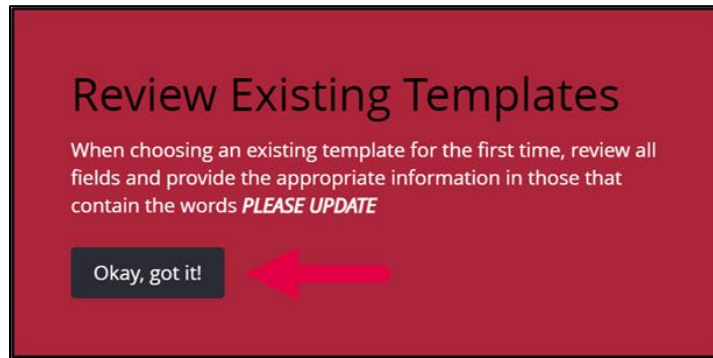 Review Existing Templates
When choosing an existing template for the first time, review all
fields and provide the appropriate information in those that
contain the words PLEASE UPDATE
Okay, got it!